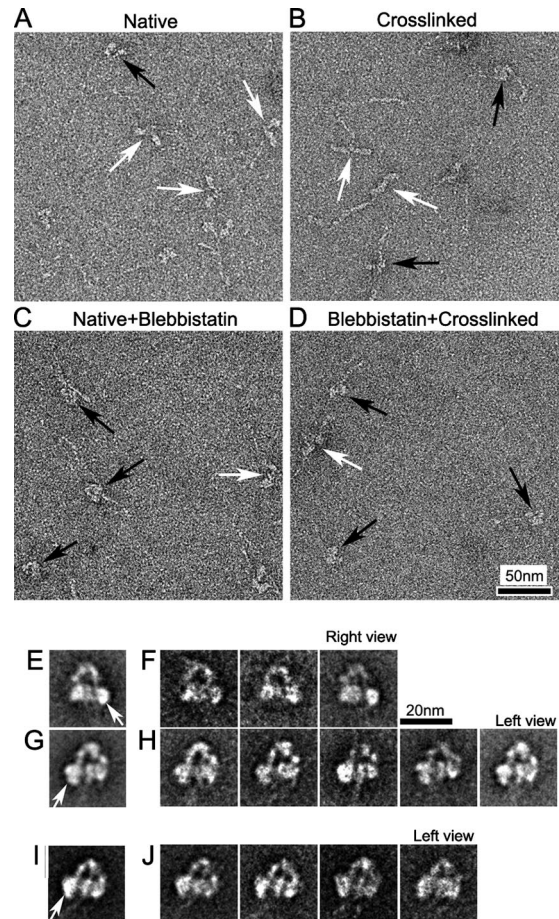 A Native
B Crosslinked
C Native+Blebbistatin
D Blebbistatin+Crosslinked
50nm
Right view
E F
20nm
Left view
G H
Left view
I J